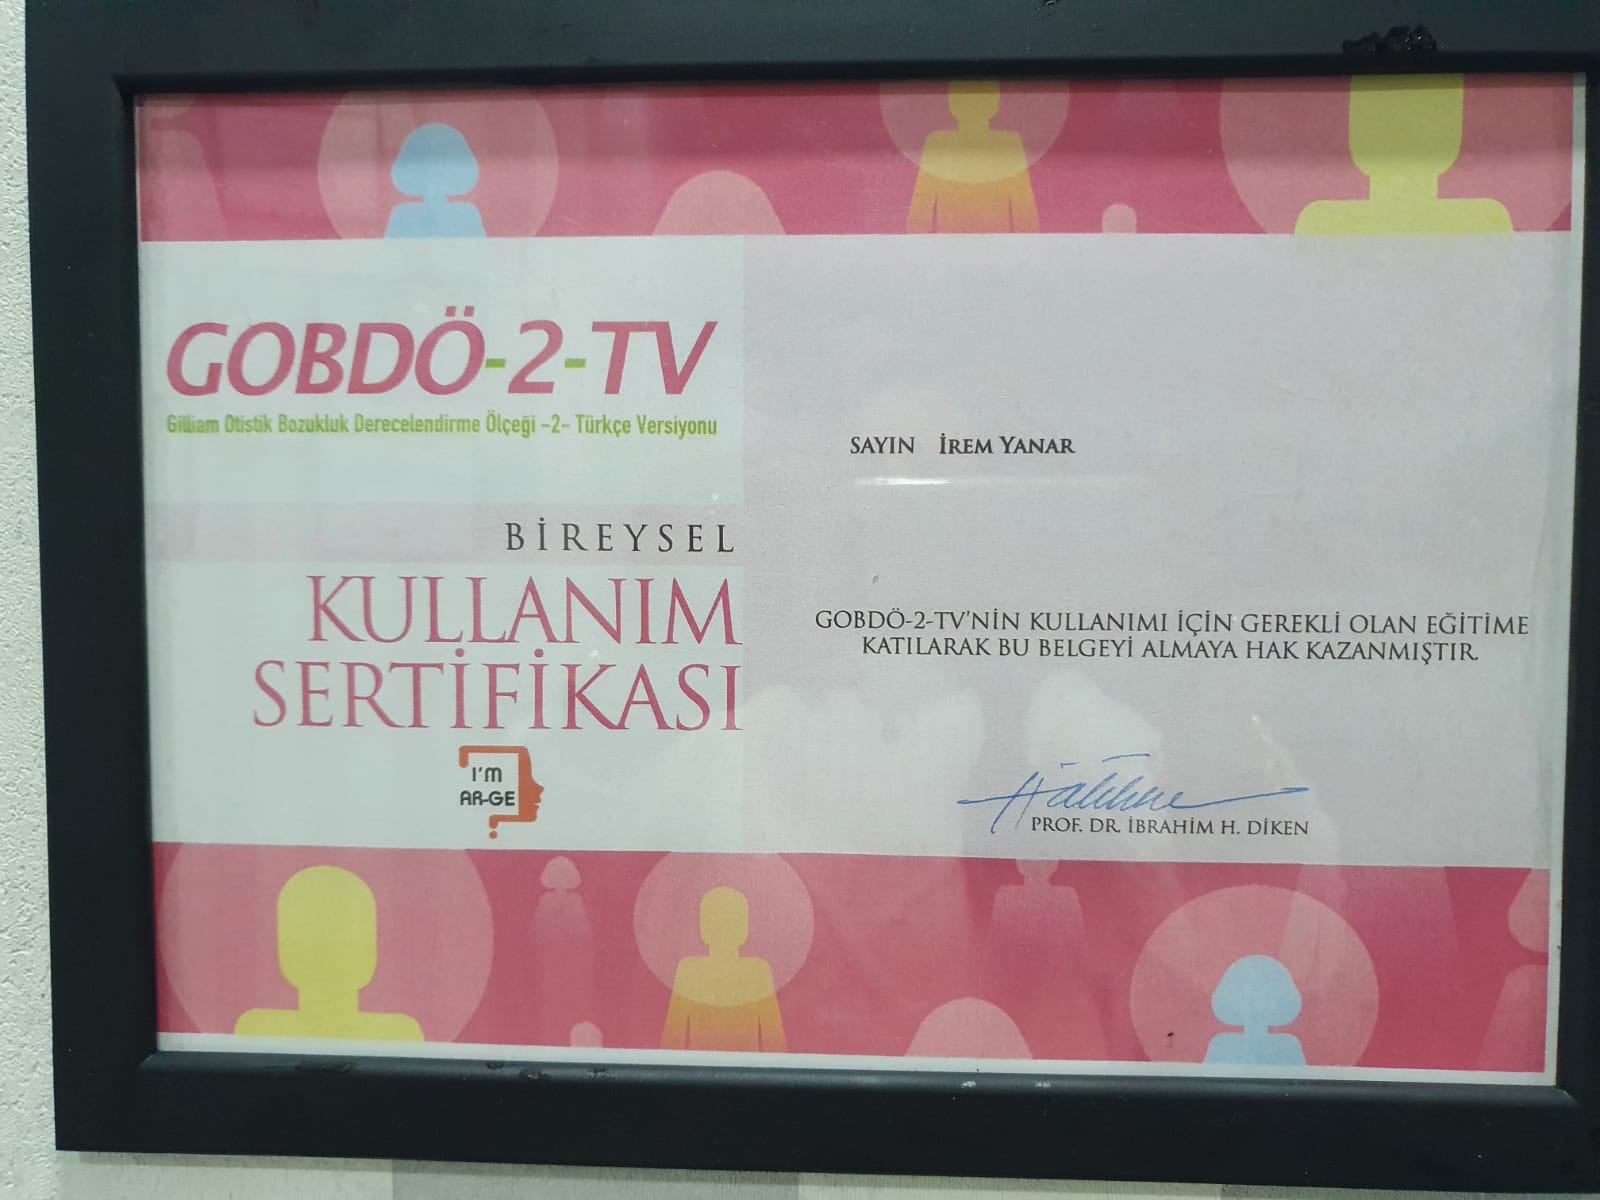 GOBDÖ-2-TV
Gilliam Otistik Bozukluk Derecelendirme Ölçeği -2- Türkçe Versiyonu
BİREYSEL
KULLANIM
SERTİFİKASI
I'M
AR-GE
SAYIN İREM YANAR
GOBDÖ-2-TV'NİN KULLANIMI İÇİN GEREKLİ OLAN EĞİTİME
KATILARAK BU BELGEYİ ALMAYA HAK KAZANMIŞTIR.
PROF. DR. İBRAHİM H. DİKEN